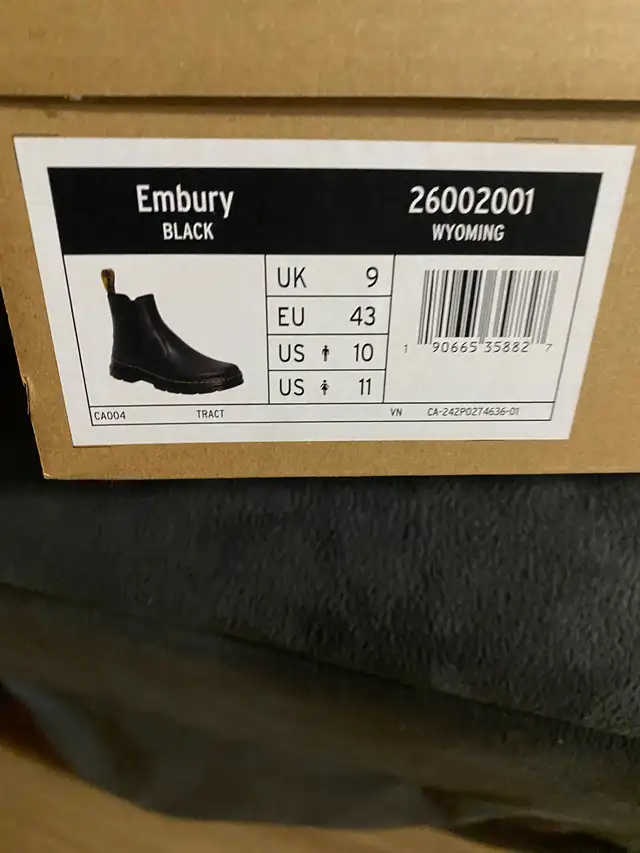 Embury
BLACK
26002001
WYOMING
UK 9
EU 43
US 10
US 11
1 90665 35882 7
CA004 TRACT VN CA-242P0274636-01